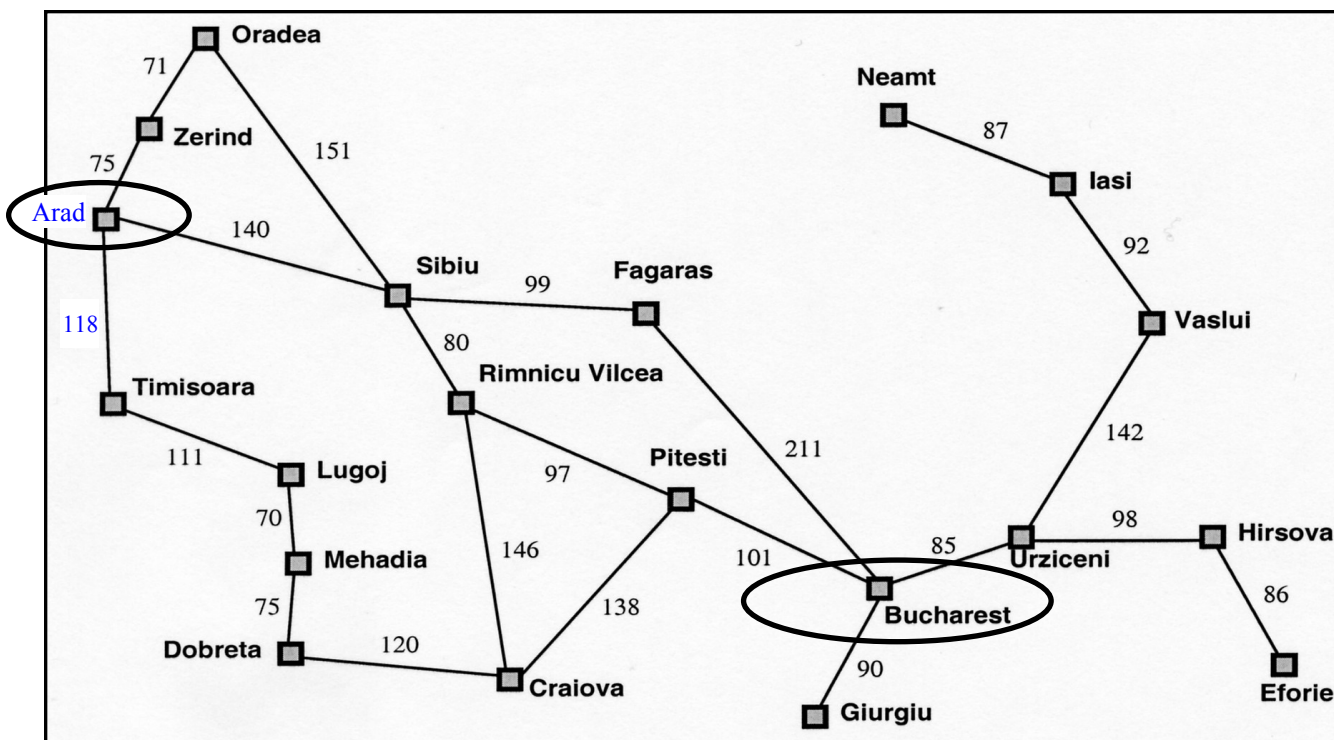 Oradea
71
Neamt
87
Zerind
151
75
Iasi
Arad
140
92
Sibiu
Fagaras
99
118
Vaslui
80
Rimnicu Vilcea
Timisoara
142
111
211
Lugoj
97
Pitesti
70
98
Hirsova
146
101
85
Urziceni
Mehadia
75
138
86
Bucharest
Dobreta
120
90
Craiova
Eforie
Giurgiu